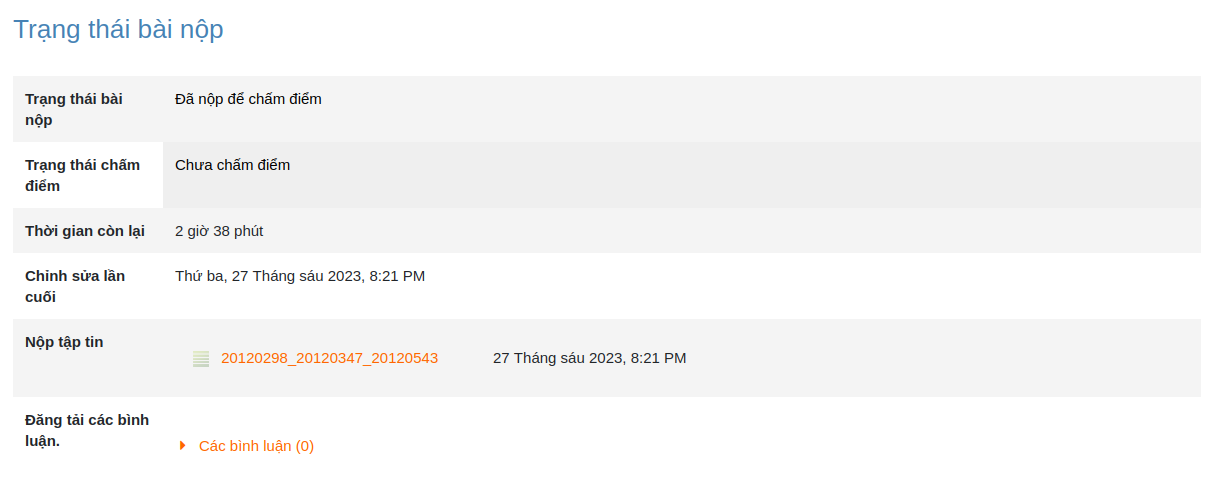 Trạng thái bài nộp
Trạng thái bài
nộp
Đã nộp để chấm điểm
Trạng thái chấm
điểm
Chưa chấm điểm
Thời gian còn lại
2 giờ 38 phút
Chỉnh sửa lần
cuối
Thứ ba, 27 Tháng sáu 2023, 8:21 PM
Nộp tập tin
20120298_20120347_20120543
27 Tháng sáu 2023, 8:21 PM
Đăng tải các bình
luận.
Các bình luận (0)